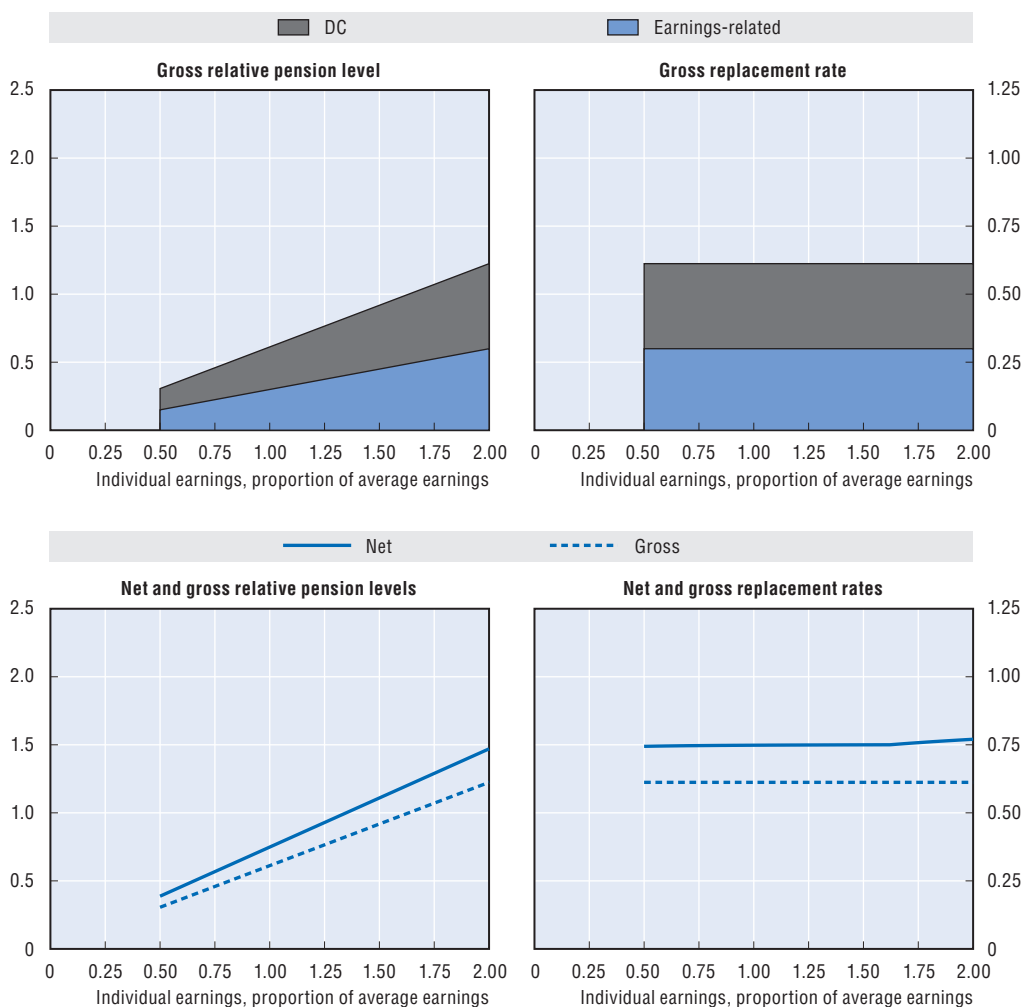 DC Earnings-related
Gross relative pension level Gross replacement rate
2.5 1.25
2.0 1.00
1.5 0.75
1.0 0.50
0.5 0.25
0 0
0 0.25 0.50 0.75 1.00 1.25 1.50 1.75 2.00 0 0.25 0.50 0.75 1.00 1.25 1.50 1.75 2.00
Individual earnings, proportion of average earnings Individual earnings, proportion of average earnings
Net Gross
Net and gross relative pension levels Net and gross replacement rates
2.5 1.25
2.0 1.00
1.5 0.75
1.0 0.50
0.5 0.25
0 0
0 0.25 0.50 0.75 1.00 1.25 1.50 1.75 2.00 0 0.25 0.50 0.75 1.00 1.25 1.50 1.75 2.00
Individual earnings, proportion of average earnings Individual earnings, proportion of average earnings